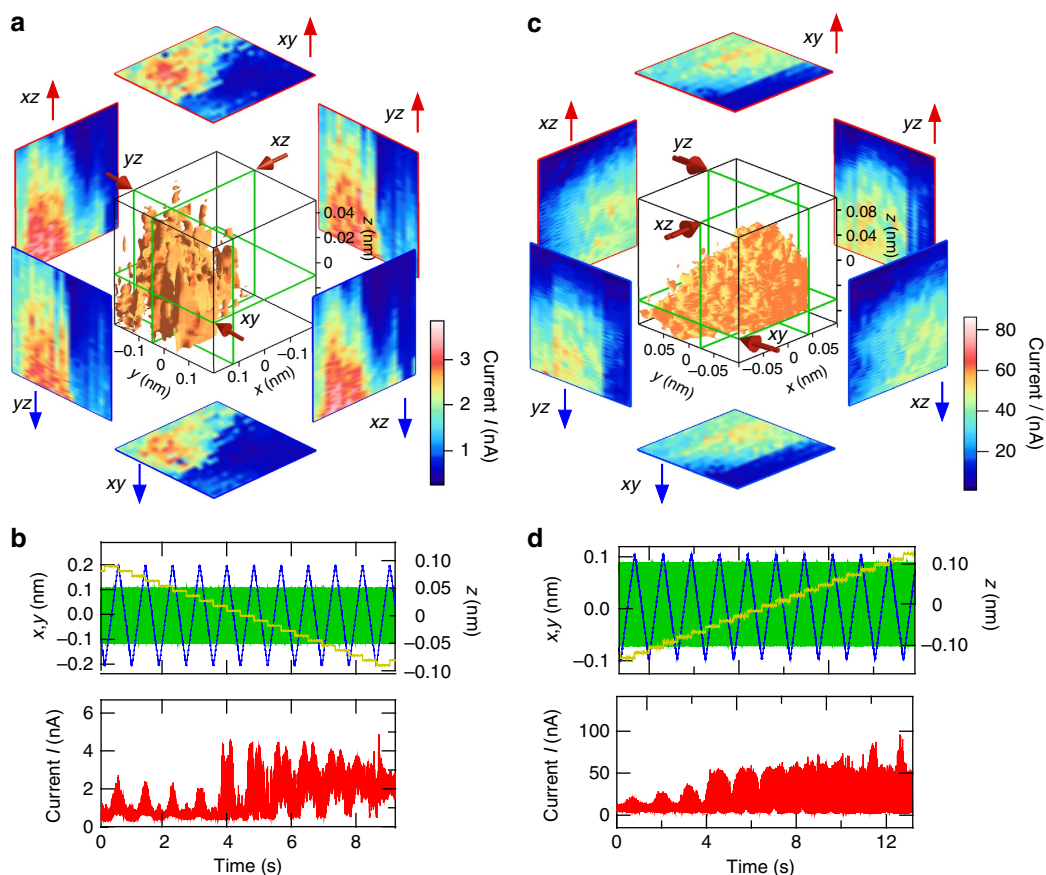 a
xy
xz
yz
yz
xz
0.04
0.02
0
z (nm)
xy
−0.1
0
0.1
y (nm)
0.1
0
−0.1
x (nm)
yz
xz
xy
3
2
1
Current I (nA)
c
xy
xz
yz
yz
xz
0.08
0.04
0
z (nm)
xy
0.05
0
−0.05
y (nm)
−0.05
0
0.05
x (nm)
yz
xz
xy
80
60
40
20
Current I (nA)
b
0.2
0.1
0.0
−0.1
−0.2
x,y (nm)
0.10
0.05
0
−0.05
−0.10
z (nm)
6
4
2
0
Current I (nA)
0 2 4 6 8
Time (s)
d
0.1
0.0
−0.1
x,y (nm)
0.10
0
−0.10
z (nm)
100
50
0
Current I (nA)
0 4 8 12
Time (s)